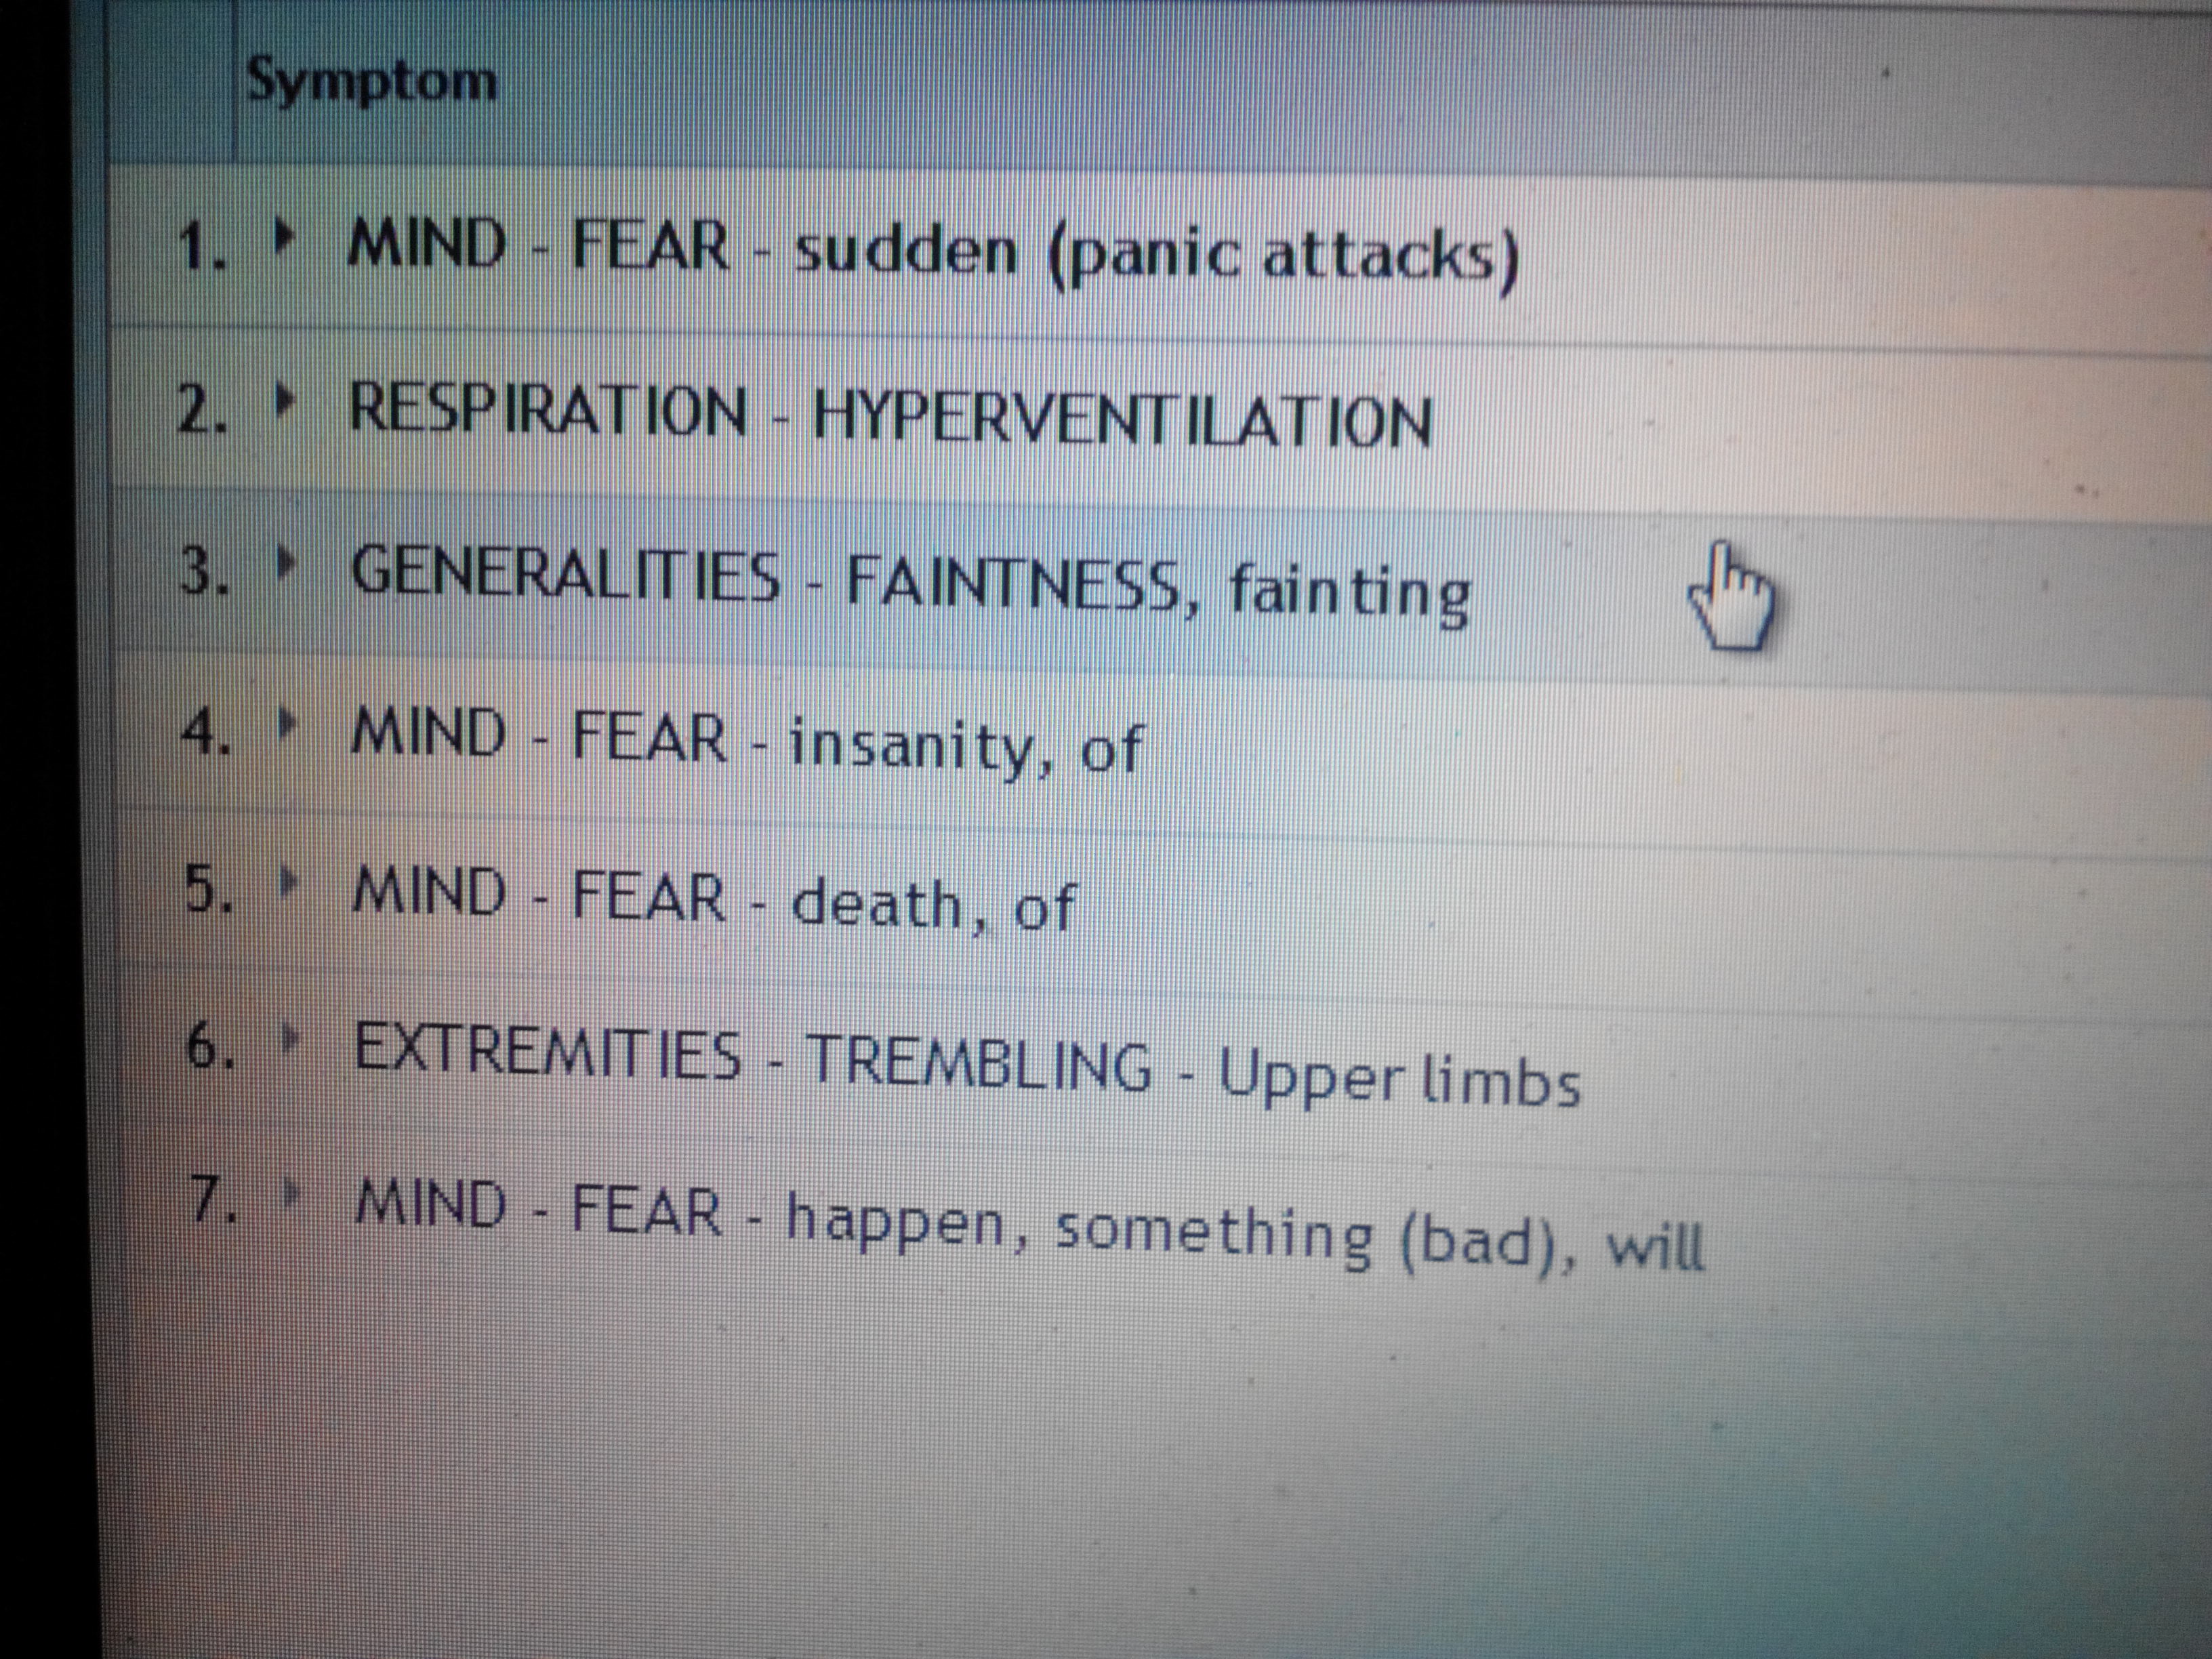 Symptom
1. MIND - FEAR - sudden (panic attacks)
2. RESPIRATION - HYPERVENTILATION
3. GENERALITIES - FAINTNESS, fainting
4. MIND - FEAR - insanity, of
5. MIND - FEAR - death, of
6. EXTREMITIES - TREMBLING - Upper limbs
7. MIND - FEAR - happen, something (bad), will